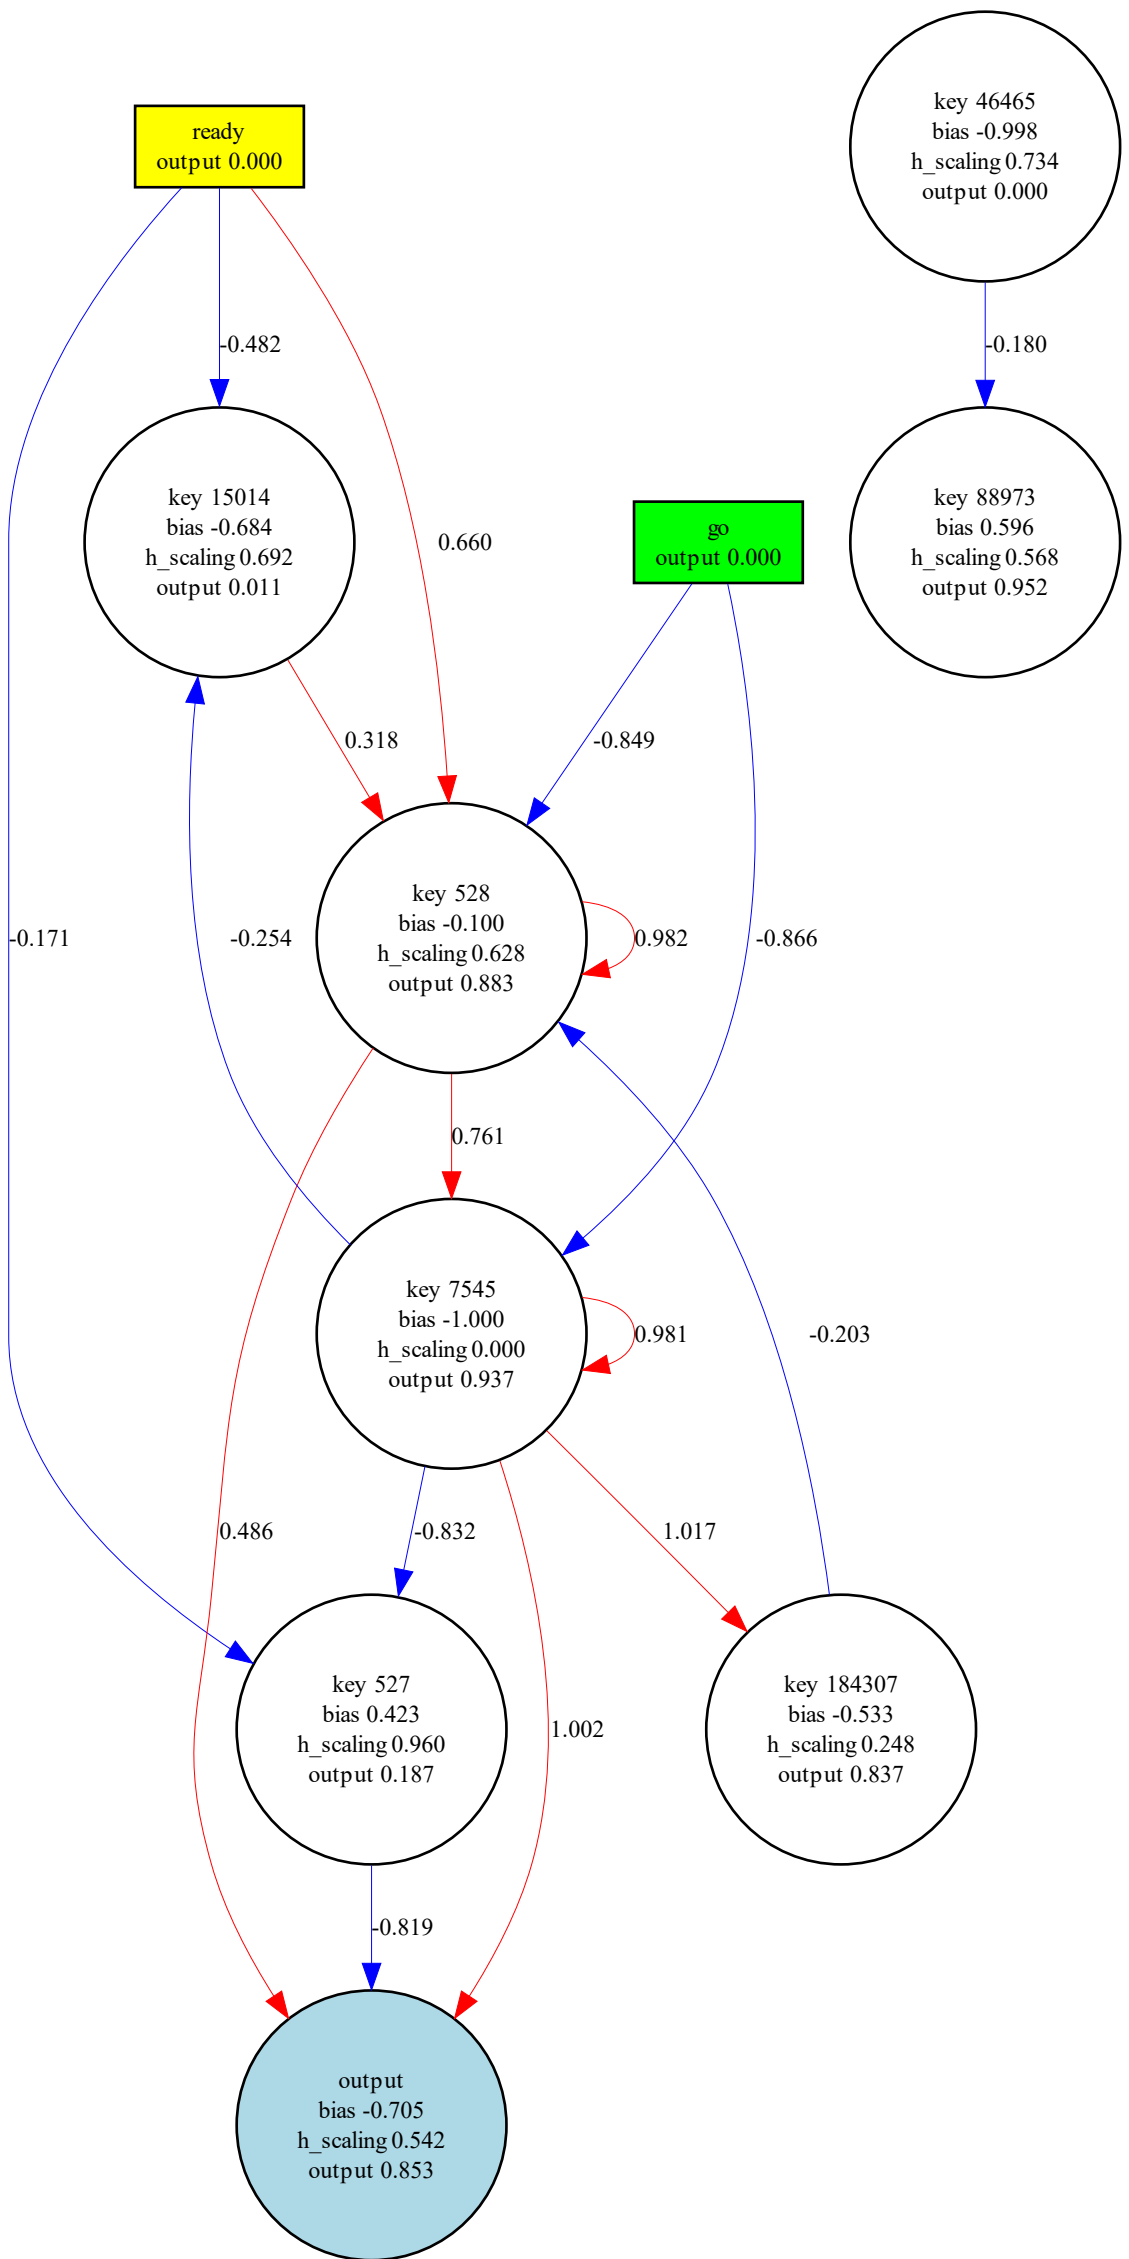 key 46465
bias -0.998
h_scaling 0.734
output 0.000
ready
output 0.000
-0.482
-0.180
key 15014
bias -0.684
h_scaling 0.692
output 0.011
0.660
go
output 0.000
key 88973
bias 0.596
h_scaling 0.568
output 0.952
0.318
-0.849
-0.171
-0.254
key 528
bias -0.100
h_scaling 0.628
output 0.883
0.982
-0.866
0.761
key 7545
bias -1.000
h_scaling 0.000
output 0.937
0.981
-0.203
0.486
-0.832
1.017
key 527
bias 0.423
h_scaling 0.960
output 0.187
1.002
key 184307
bias -0.533
h_scaling 0.248
output 0.837
-0.819
output
bias -0.705
h_scaling 0.542
output 0.853